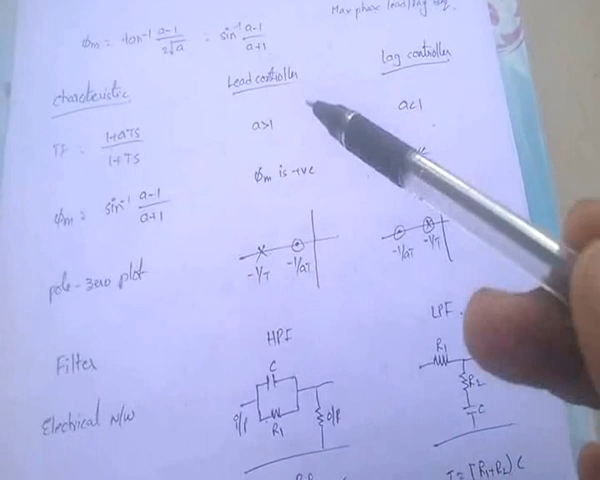 Max phase lead/lag
ϕm = tan⁻¹ a-1/2√a = sin⁻¹ a-1/a+1
Characteristic Lead controller Lag controller
TF = 1+aTS/1+TS a>1 a<1
ϕm = sin⁻¹ a-1/a+1 ϕm is +ve
pole-zero plot -1/T -1/aT -1/aT -1/T
Filter HPF LPF
Electrical N/W i/p C R1 o/p R1 R2 C
T = (R1+R2) C